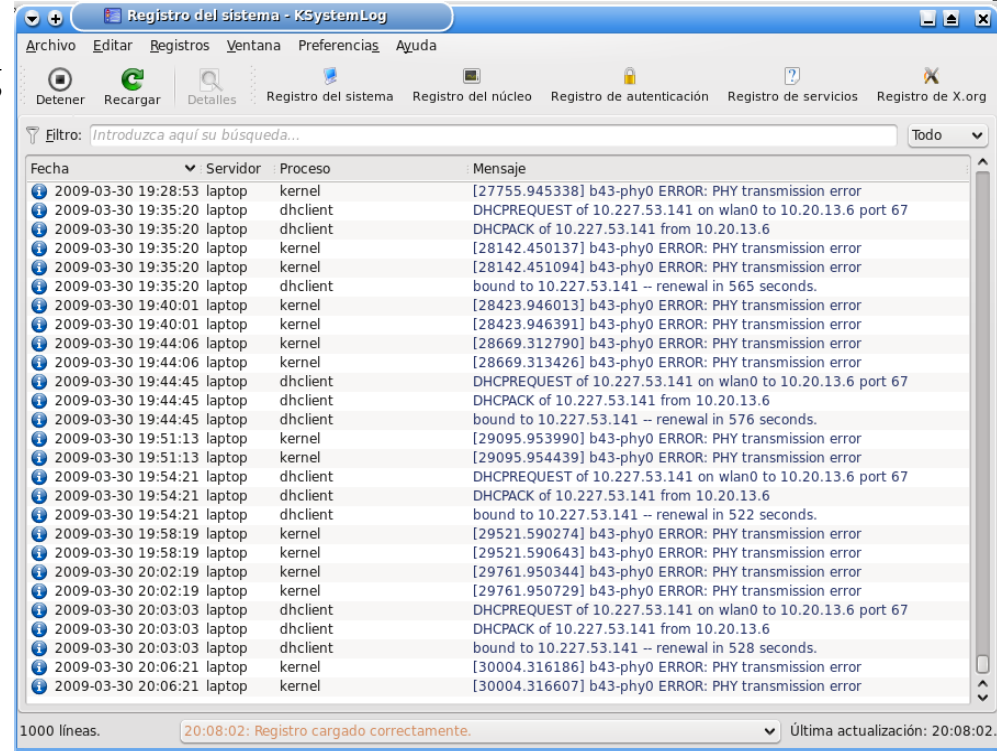 Registro del sistema - KSystemLog
Archivo Editar Registros Ventana Preferencias Ayuda
Detener Recargar Detalles Registro del sistema Registro del núcleo Registro de autenticación Registro de servicios Registro de X.org
Filtro: Introduzca aquí su búsqueda... Todo
Fecha Servidor Proceso Mensaje
2009-03-30 19:28:53 laptop kernel [27755.945338] b43-phy0 ERROR: PHY transmission error
2009-03-30 19:35:20 laptop dhclient DHCPREQUEST of 10.227.53.141 on wlan0 to 10.20.13.6 port 67
2009-03-30 19:35:20 laptop dhclient DHCPACK of 10.227.53.141 from 10.20.13.6
2009-03-30 19:35:20 laptop kernel [28142.450137] b43-phy0 ERROR: PHY transmission error
2009-03-30 19:35:20 laptop kernel [28142.451094] b43-phy0 ERROR: PHY transmission error
2009-03-30 19:35:20 laptop dhclient bound to 10.227.53.141 -- renewal in 565 seconds.
2009-03-30 19:40:01 laptop kernel [28423.946013] b43-phy0 ERROR: PHY transmission error
2009-03-30 19:40:01 laptop kernel [28423.946391] b43-phy0 ERROR: PHY transmission error
2009-03-30 19:44:06 laptop kernel [28669.312790] b43-phy0 ERROR: PHY transmission error
2009-03-30 19:44:06 laptop kernel [28669.313426] b43-phy0 ERROR: PHY transmission error
2009-03-30 19:44:45 laptop dhclient DHCPREQUEST of 10.227.53.141 on wlan0 to 10.20.13.6 port 67
2009-03-30 19:44:45 laptop dhclient DHCPACK of 10.227.53.141 from 10.20.13.6
2009-03-30 19:44:45 laptop dhclient bound to 10.227.53.141 -- renewal in 576 seconds.
2009-03-30 19:51:13 laptop kernel [29095.953990] b43-phy0 ERROR: PHY transmission error
2009-03-30 19:51:13 laptop kernel [29095.954439] b43-phy0 ERROR: PHY transmission error
2009-03-30 19:54:21 laptop dhclient DHCPREQUEST of 10.227.53.141 on wlan0 to 10.20.13.6 port 67
2009-03-30 19:54:21 laptop dhclient DHCPACK of 10.227.53.141 from 10.20.13.6
2009-03-30 19:54:21 laptop dhclient bound to 10.227.53.141 -- renewal in 522 seconds.
2009-03-30 19:58:19 laptop kernel [29521.590274] b43-phy0 ERROR: PHY transmission error
2009-03-30 19:58:19 laptop kernel [29521.590643] b43-phy0 ERROR: PHY transmission error
2009-03-30 20:02:19 laptop kernel [29761.950344] b43-phy0 ERROR: PHY transmission error
2009-03-30 20:02:19 laptop kernel [29761.950729] b43-phy0 ERROR: PHY transmission error
2009-03-30 20:03:03 laptop dhclient DHCPREQUEST of 10.227.53.141 on wlan0 to 10.20.13.6 port 67
2009-03-30 20:03:03 laptop dhclient DHCPACK of 10.227.53.141 from 10.20.13.6
2009-03-30 20:03:03 laptop dhclient bound to 10.227.53.141 -- renewal in 528 seconds.
2009-03-30 20:06:21 laptop kernel [30004.316186] b43-phy0 ERROR: PHY transmission error
2009-03-30 20:06:21 laptop kernel [30004.316607] b43-phy0 ERROR: PHY transmission error
1000 líneas. 20:08:02: Registro cargado correctamente. Última actualización: 20:08:02.